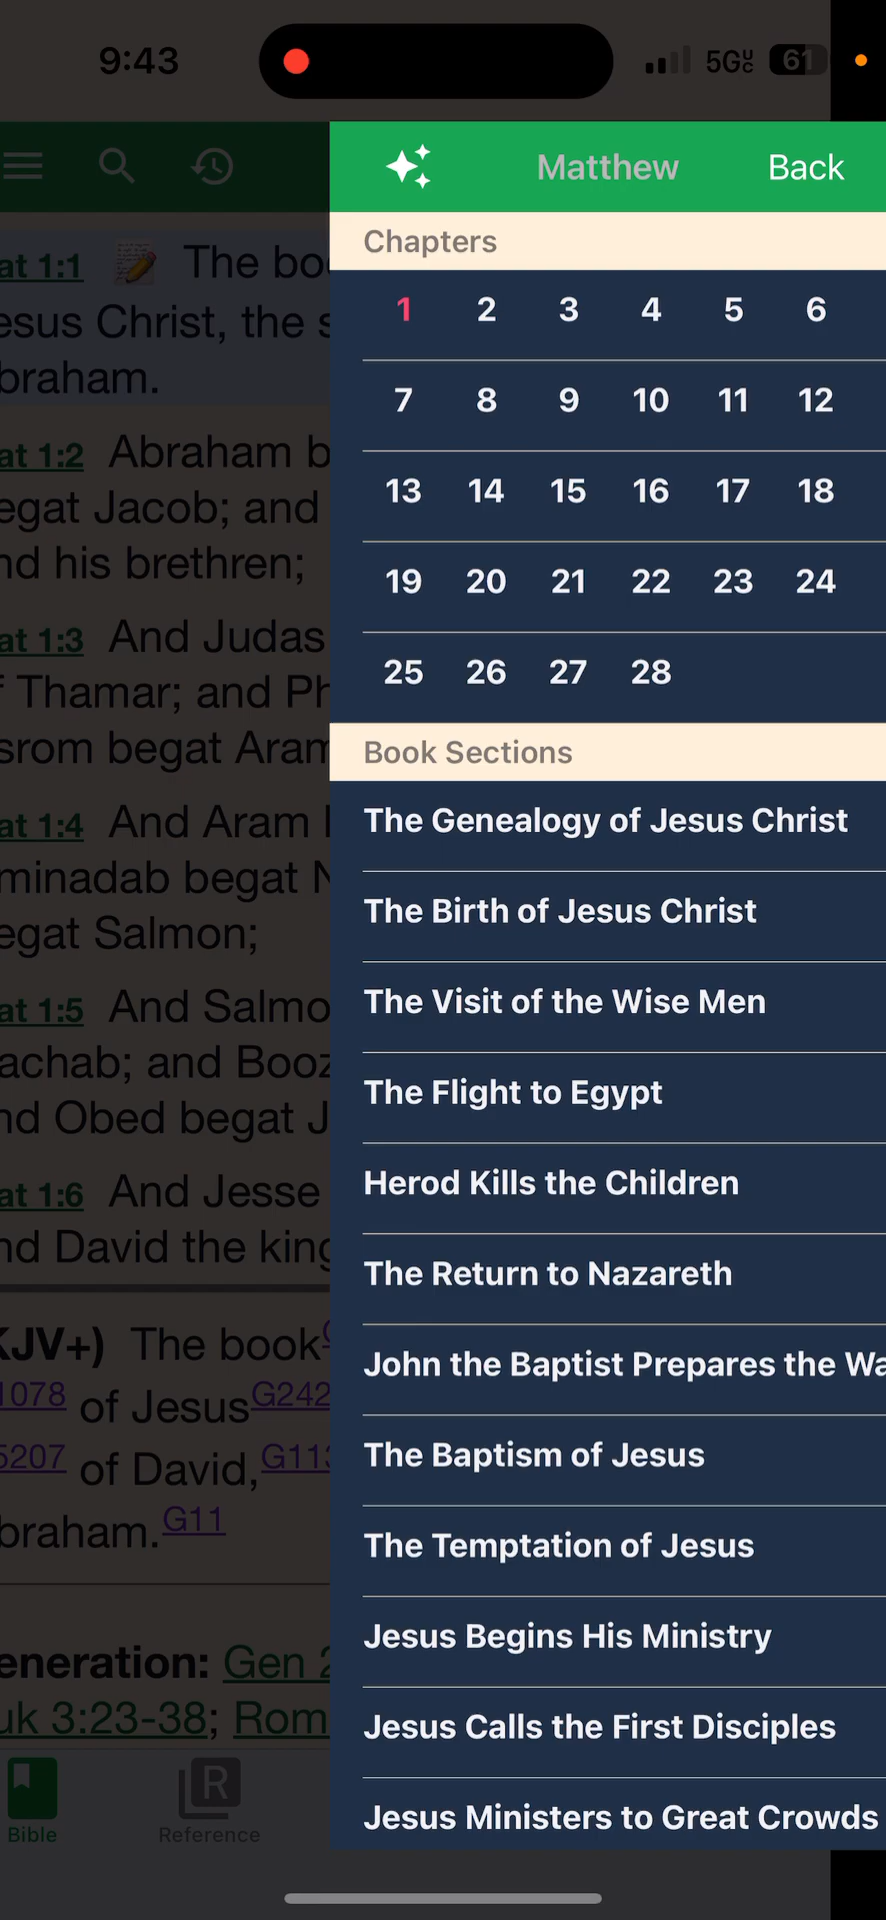 9:43
5G
61
Matthew
Back
Chapters
1 2 3 4 5 6
7 8 9 10 11 12
13 14 15 16 17 18
19 20 21 22 23 24
25 26 27 28
Book Sections
The Genealogy of Jesus Christ
The Birth of Jesus Christ
The Visit of the Wise Men
The Flight to Egypt
Herod Kills the Children
The Return to Nazareth
John the Baptist Prepares the Wa
The Baptism of Jesus
The Temptation of Jesus
Jesus Begins His Ministry
Jesus Calls the First Disciples
Jesus Ministers to Great Crowds
at 1:1 The boo
esus Christ, the s
braham.
at 1:2 Abraham b
egat Jacob; and
nd his brethren;
at 1:3 And Judas
f Thamar; and Ph
srom begat Aram
at 1:4 And Aram
minadab begat N
egat Salmon;
at 1:5 And Salmo
achab; and Booz
nd Obed begat J
at 1:6 And Jesse
nd David the king
KJV+) The book
1078 of Jesus G242
5207 of David, G113
braham. G11
eneration: Gen 2
uk 3:23-38; Rom
Bible
Reference
R